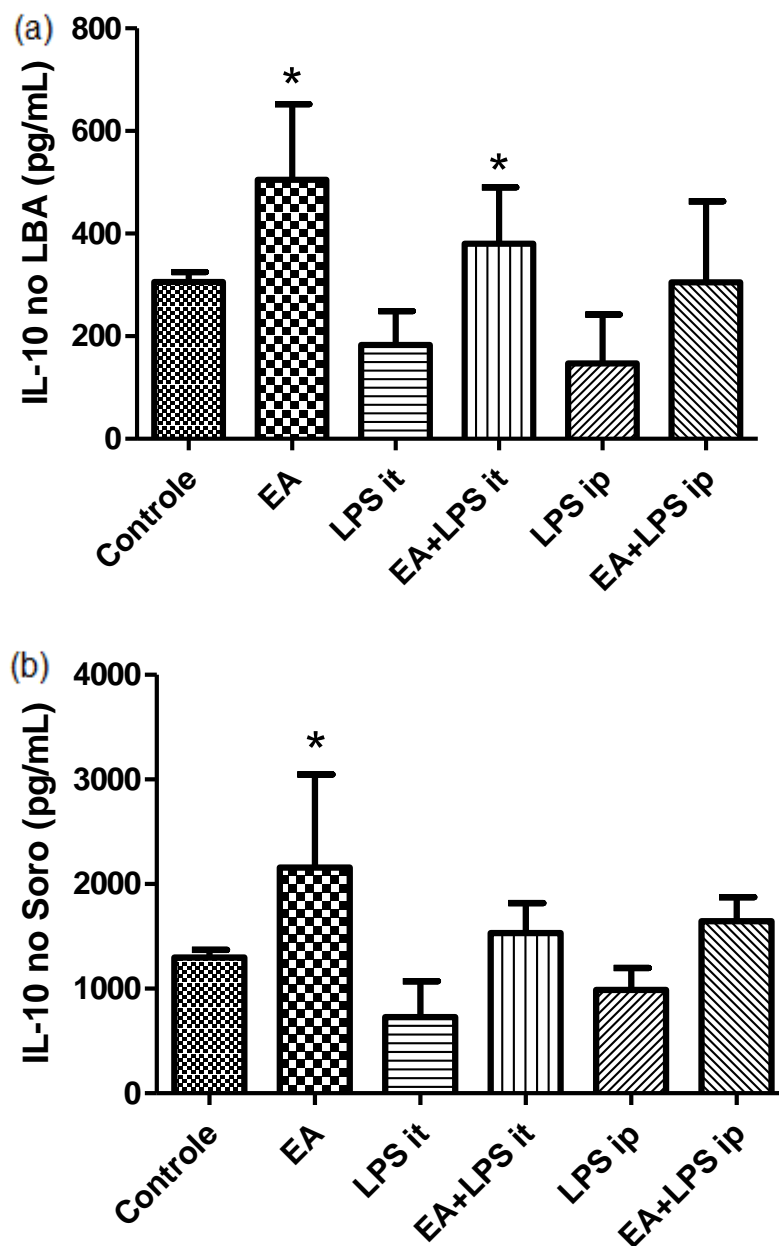 (a)
IL-10 no LBA (pg/mL)
800
600
400
200
0
*
*
Controle
EA
LPS it
EA+LPS it
LPS ip
EA+LPS ip
(b)
IL-10 no Soro (pg/mL)
4000
3000
2000
1000
0
*
Controle
EA
LPS it
EA+LPS it
LPS ip
EA+LPS ip